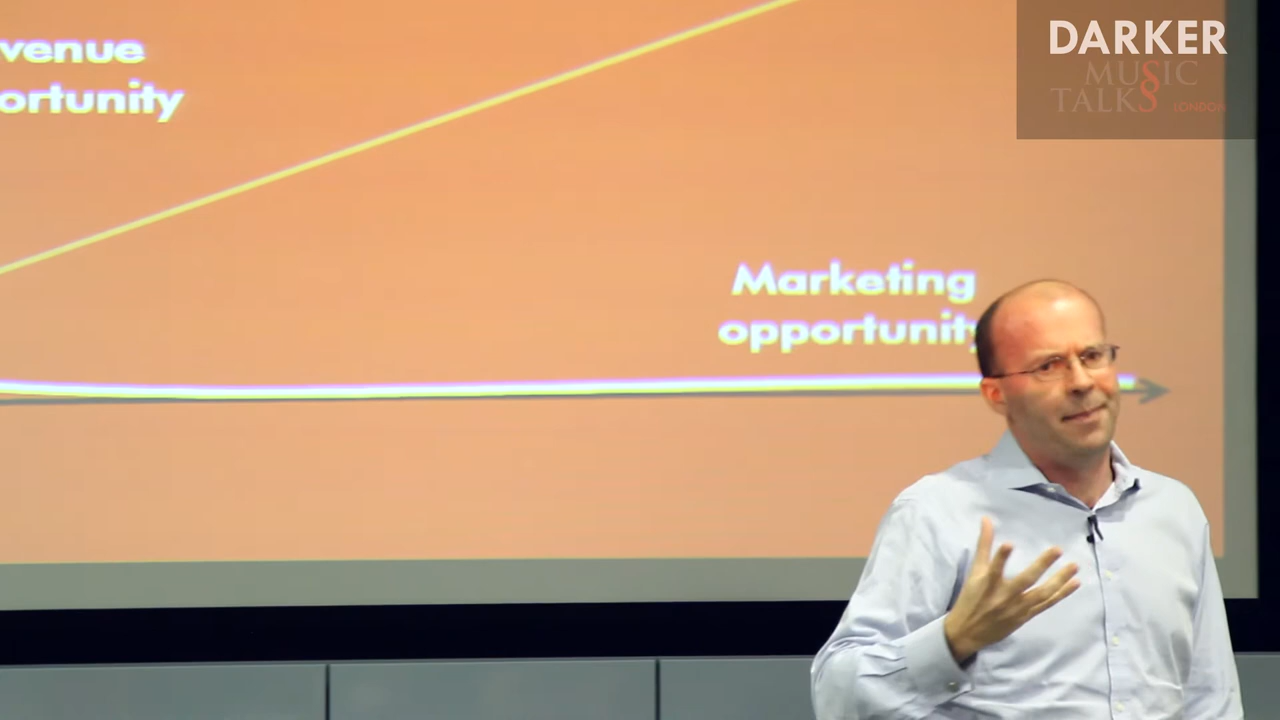 venue
ortunity
DARKER
MUSIC
TALKS LONDON
Marketing
opportunity